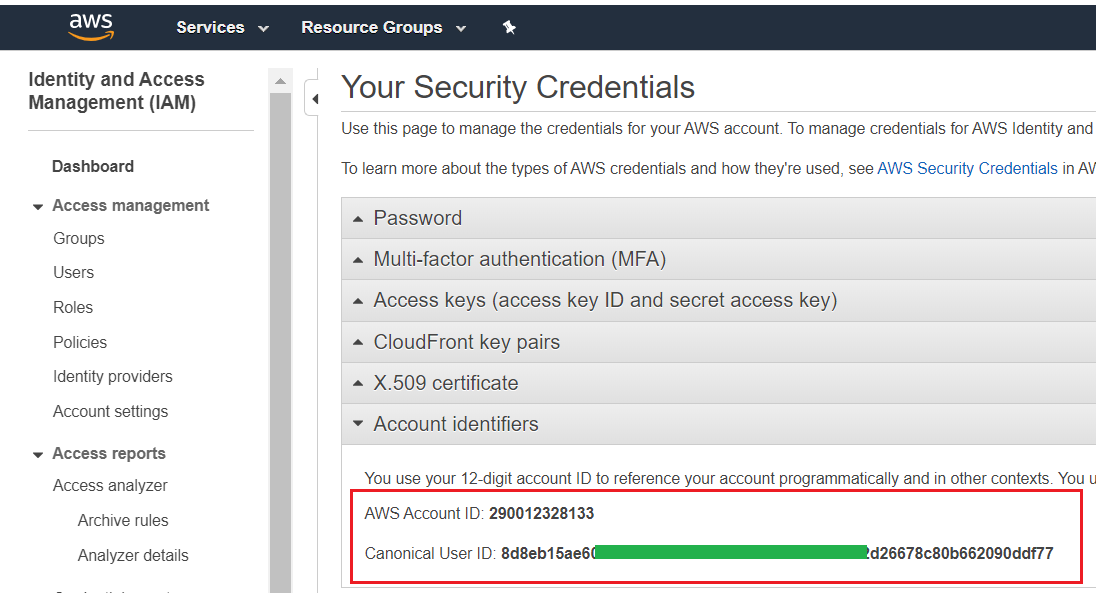 aws Services Resource Groups
Identity and Access
Management (IAM)
Dashboard
Access management
Groups
Users
Roles
Policies
Identity providers
Account settings
Access reports
Access analyzer
Archive rules
Analyzer details
Your Security Credentials
Use this page to manage the credentials for your AWS account. To manage credentials for AWS Identity and
To learn more about the types of AWS credentials and how they're used, see AWS Security Credentials in AW
Password
Multi-factor authentication (MFA)
Access keys (access key ID and secret access key)
CloudFront key pairs
X.509 certificate
Account identifiers
You use your 12-digit account ID to reference your account programmatically and in other contexts. You u
AWS Account ID: 290012328133
Canonical User ID: 8d8eb15ae60 d26678c80b662090ddf77